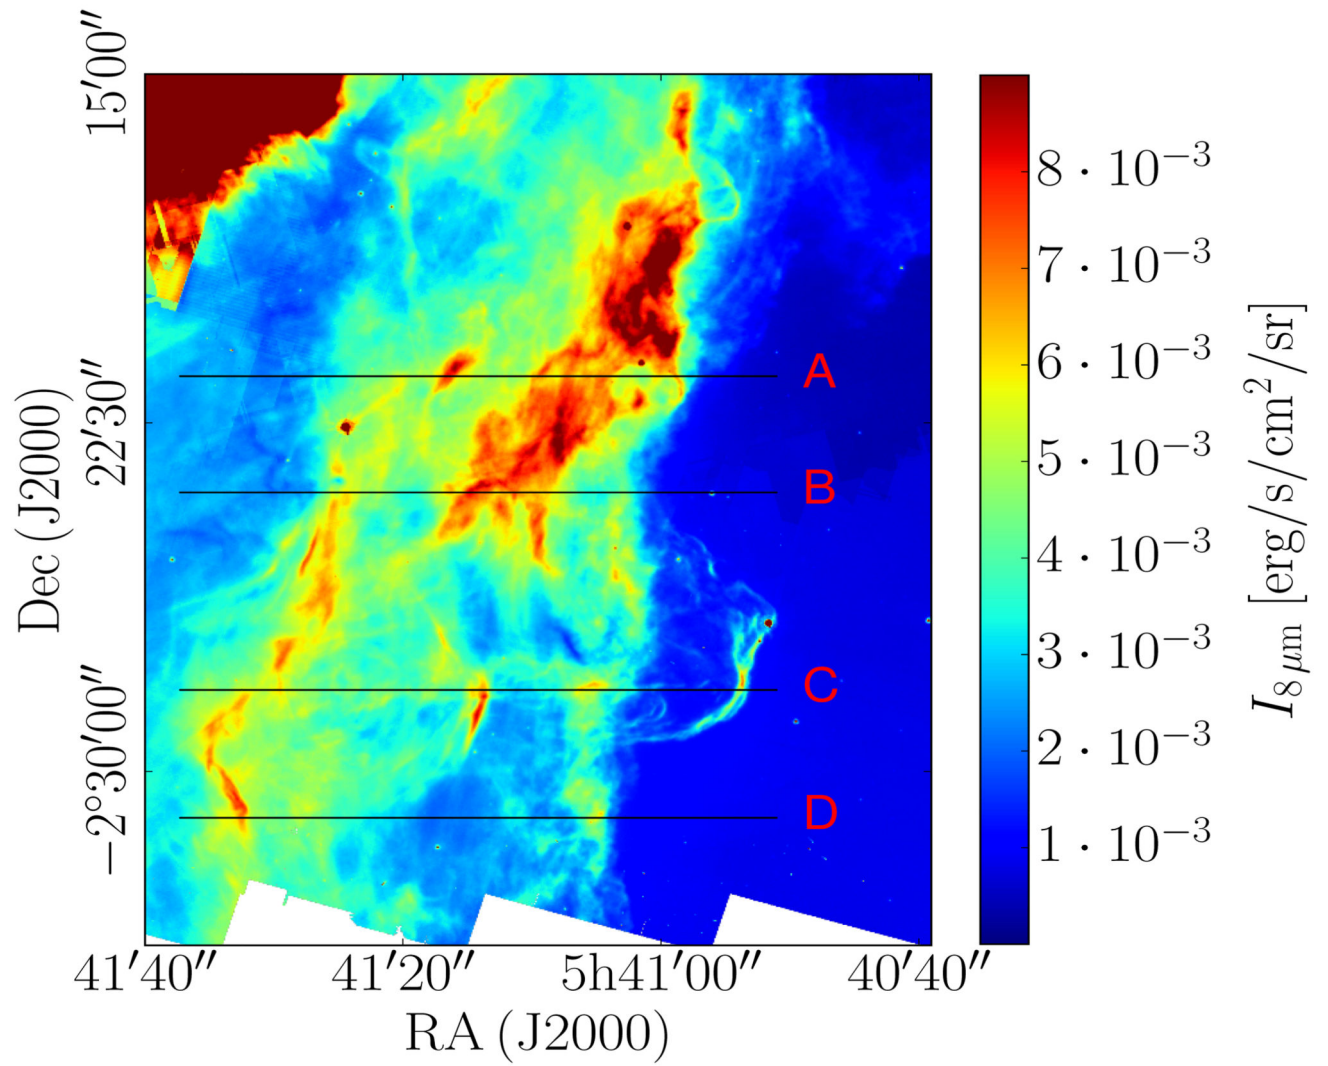 15′00″
22′30″
−2°30′00″
Dec (J2000)
A
B
C
D
41′40″ 41′20″ 5h41′00″ 40′40″
RA (J2000)
8 · 10⁻³
7 · 10⁻³
6 · 10⁻³
5 · 10⁻³
4 · 10⁻³
3 · 10⁻³
2 · 10⁻³
1 · 10⁻³
I₈ μm [erg/s/cm²/sr]